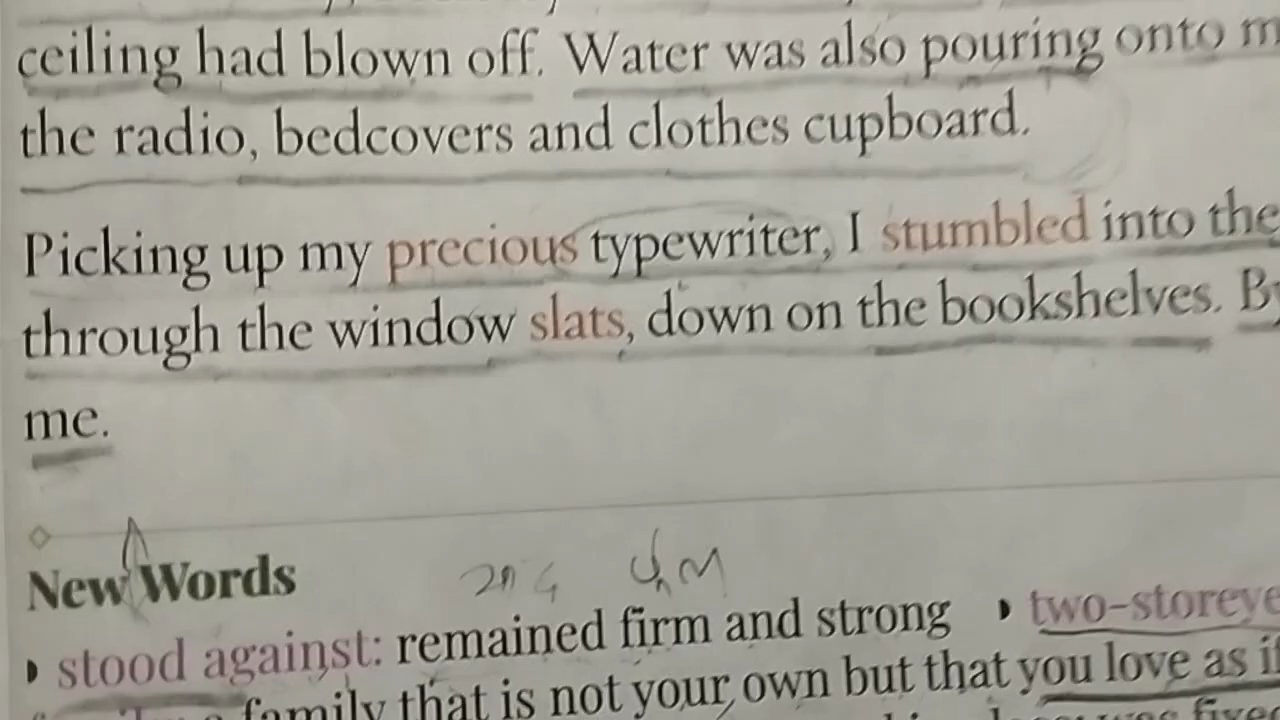 ceiling had blown off. Water was also pouring onto
the radio, bedcovers and clothes cupboard.
Picking up my precious typewriter, I stumbled into the
through the window slats, down on the bookshelves.
me.
New Words
stood against: remained firm and strong
family that is not your own but that you love as